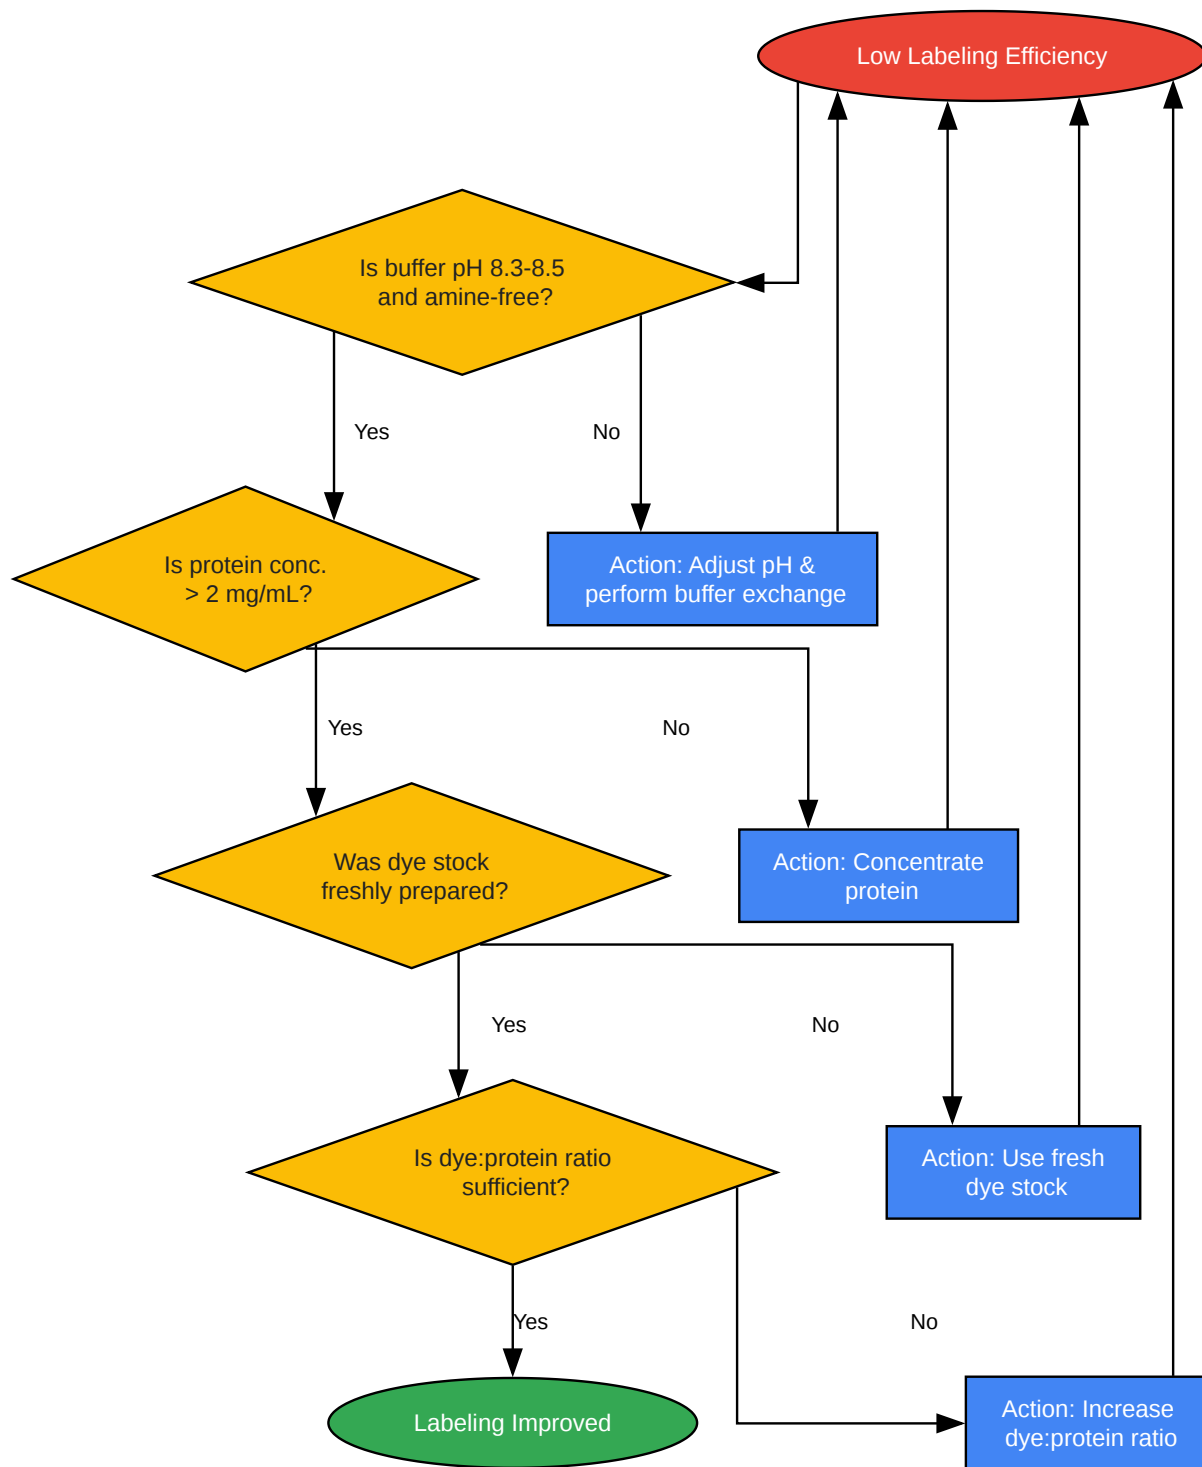 Low Labeling Efficiency
Is buffer pH 8.3-8.5
and amine-free?
Yes
No
Is protein conc.
> 2 mg/mL?
Action: Adjust pH &
perform buffer exchange
Yes
No
Was dye stock
freshly prepared?
Action: Concentrate
protein
Yes
No
Is dye:protein ratio
sufficient?
Action: Use fresh
dye stock
Yes
No
Labeling Improved
Action: Increase
dye:protein ratio